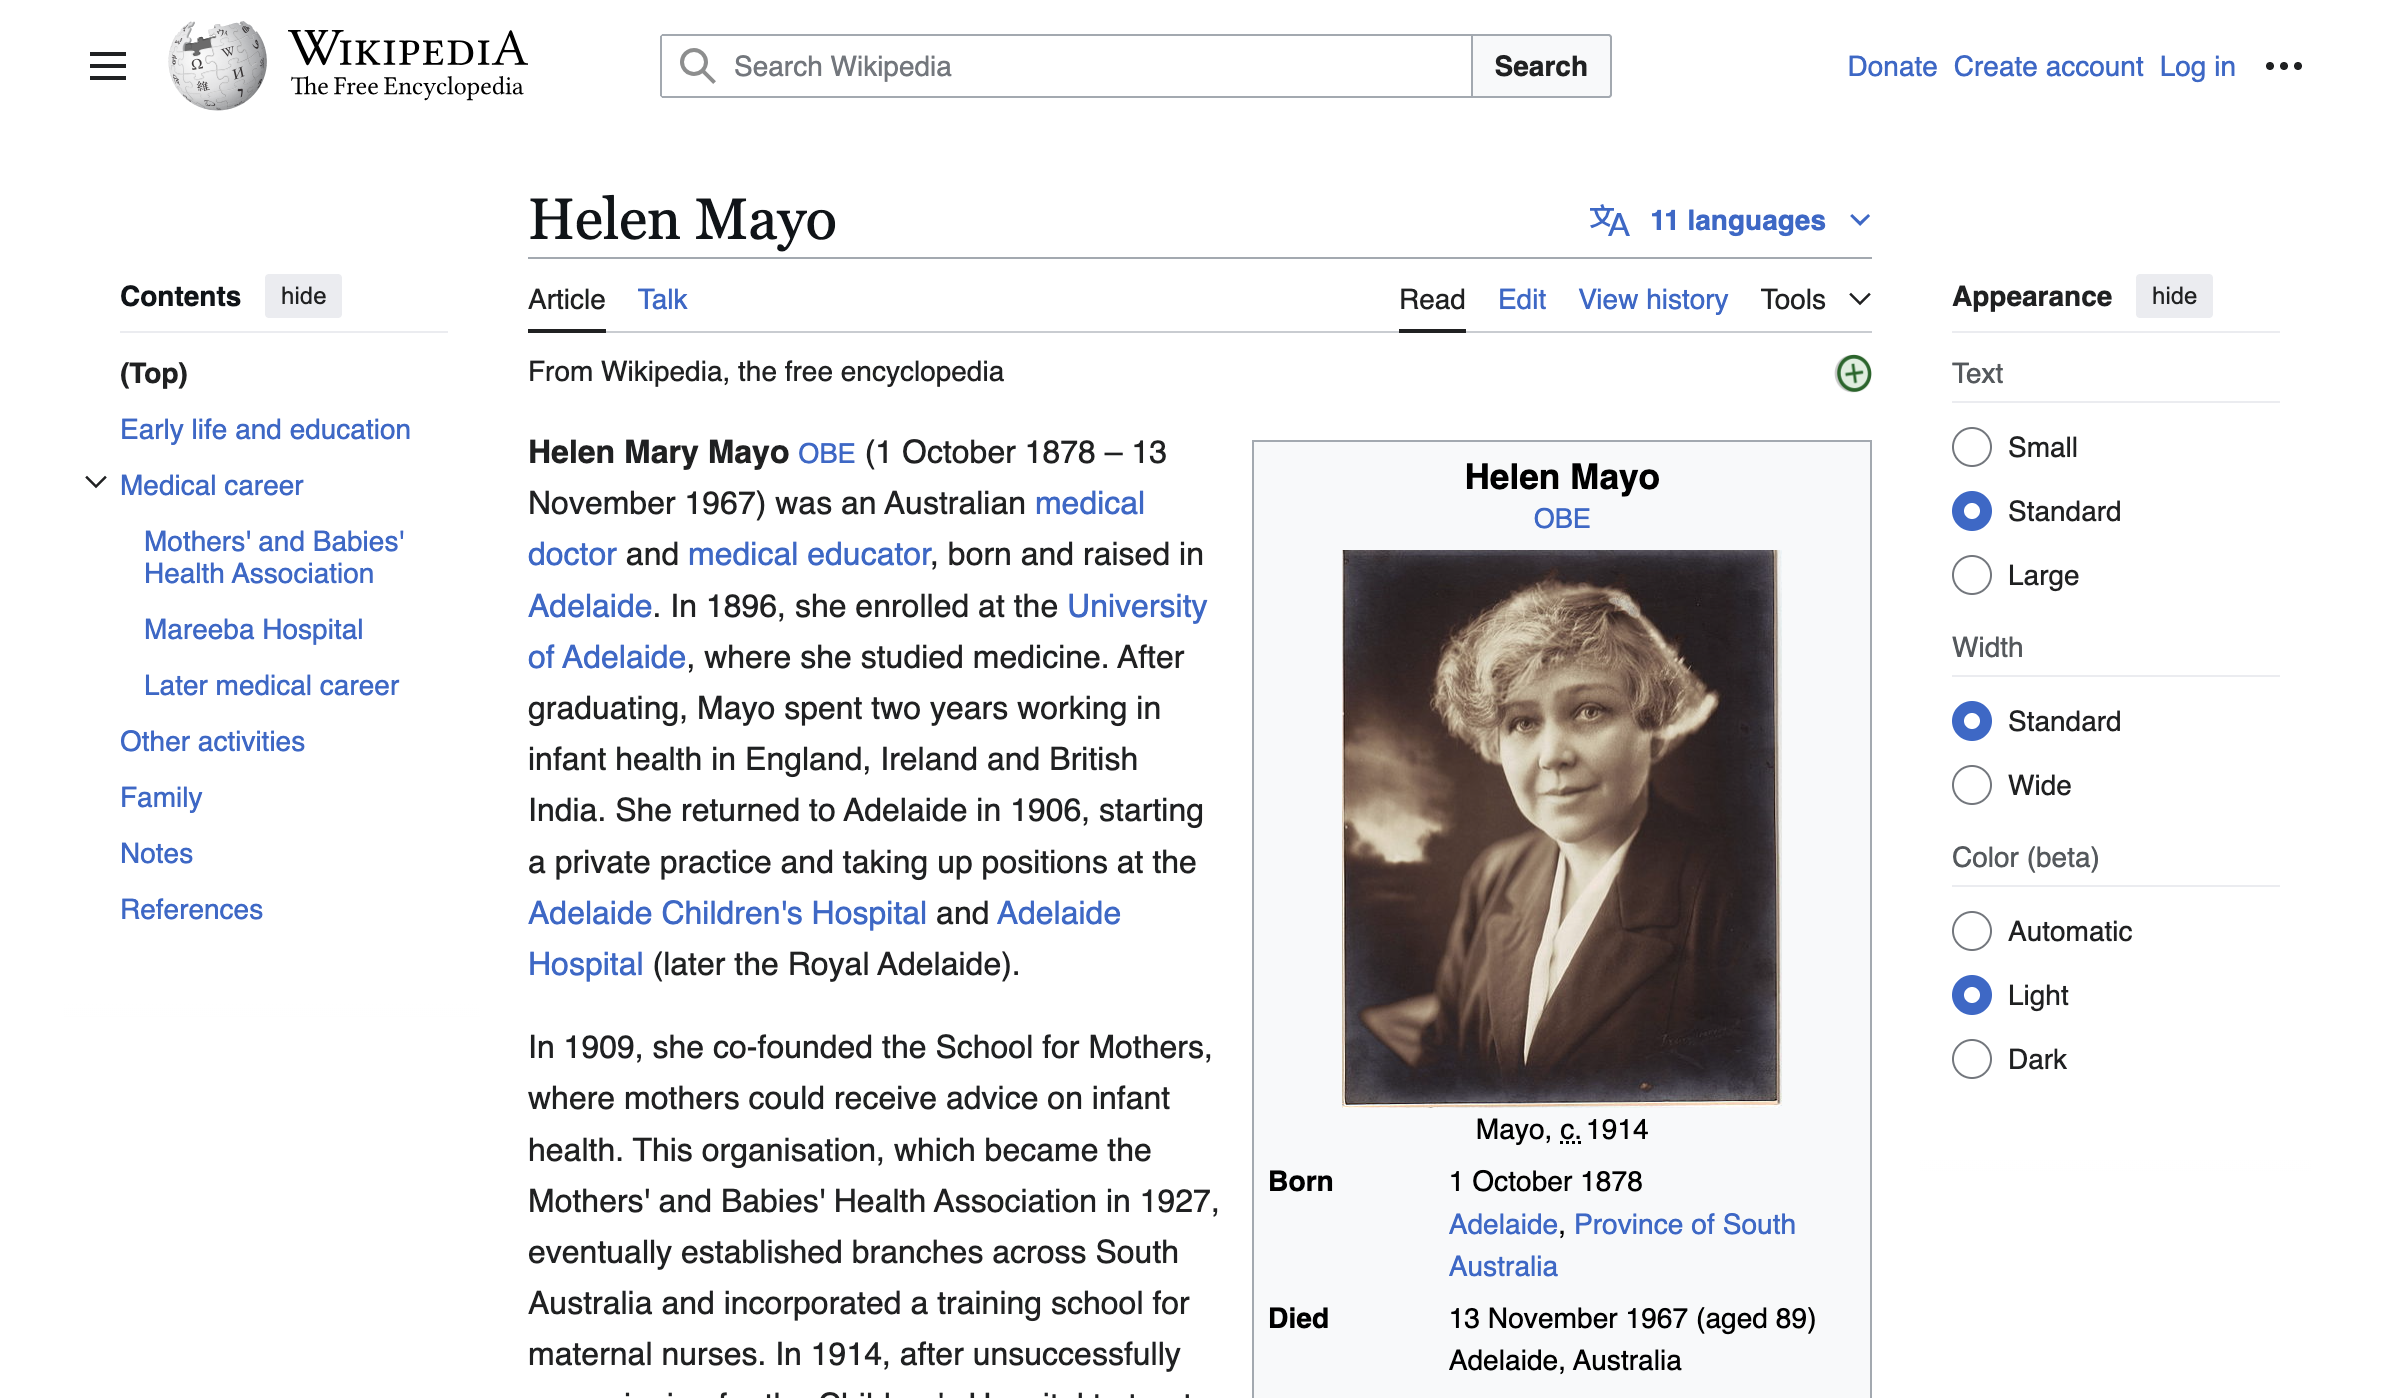 WIKIPEDIA
The Free Encyclopedia
Search Wikipedia
Search
Donate Create account Log in
Helen Mayo
11 languages
Contents hide
(Top)
Early life and education
Medical career
Mothers' and Babies'
Health Association
Mareeba Hospital
Later medical career
Other activities
Family
Notes
References
Article Talk
Read Edit View history Tools
From Wikipedia, the free encyclopedia
Helen Mary Mayo OBE (1 October 1878 – 13
November 1967) was an Australian medical
doctor and medical educator, born and raised in
Adelaide. In 1896, she enrolled at the University
of Adelaide, where she studied medicine. After
graduating, Mayo spent two years working in
infant health in England, Ireland and British
India. She returned to Adelaide in 1906, starting
a private practice and taking up positions at the
Adelaide Children's Hospital and Adelaide
Hospital (later the Royal Adelaide).
In 1909, she co-founded the School for Mothers,
where mothers could receive advice on infant
health. This organisation, which became the
Mothers' and Babies' Health Association in 1927,
eventually established branches across South
Australia and incorporated a training school for
maternal nurses. In 1914, after unsuccessfully
Helen Mayo
OBE
Mayo, c. 1914
Born 1 October 1878
Adelaide, Province of South
Australia
Died 13 November 1967 (aged 89)
Adelaide, Australia
Appearance hide
Text
Small
Standard
Large
Width
Standard
Wide
Color (beta)
Automatic
Light
Dark